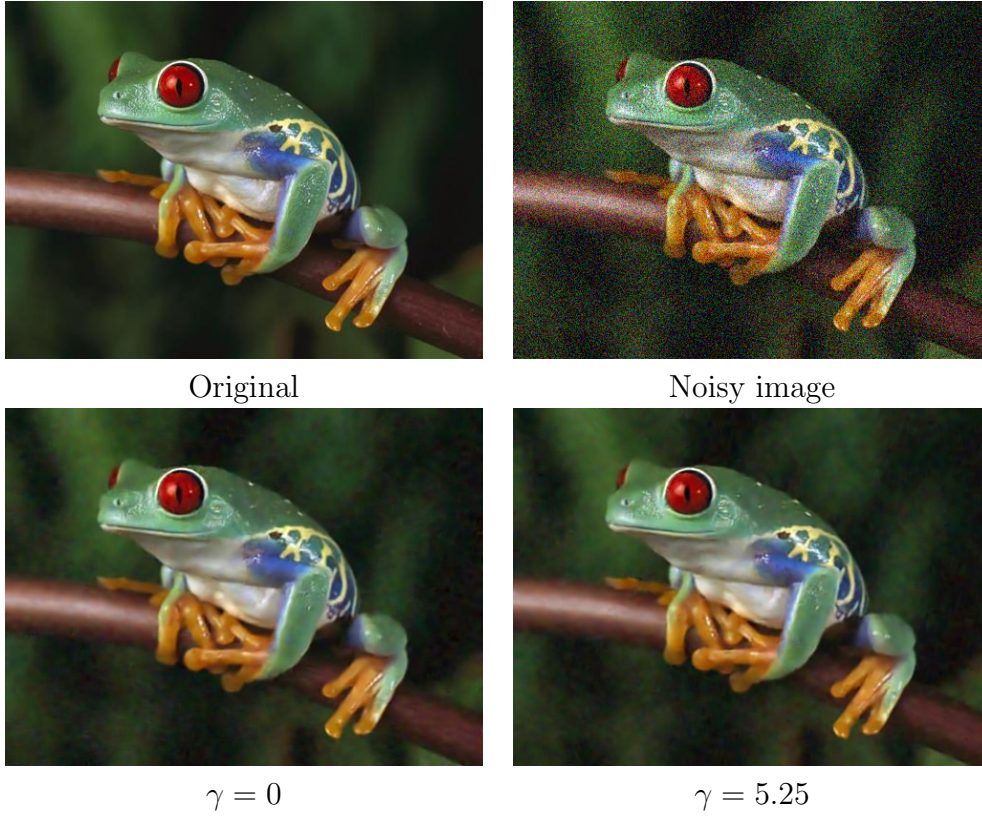 Original
Noisy image
γ = 0
γ = 5.25